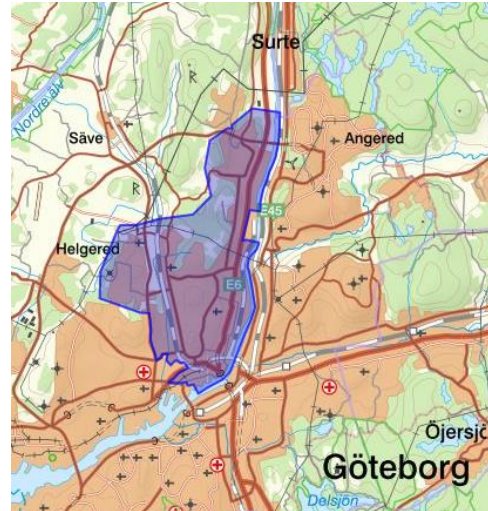 Surte
Nordre älv
Säve
Angered
E45
Helgered
E6
Öjersjö
Göteborg
Delsjön